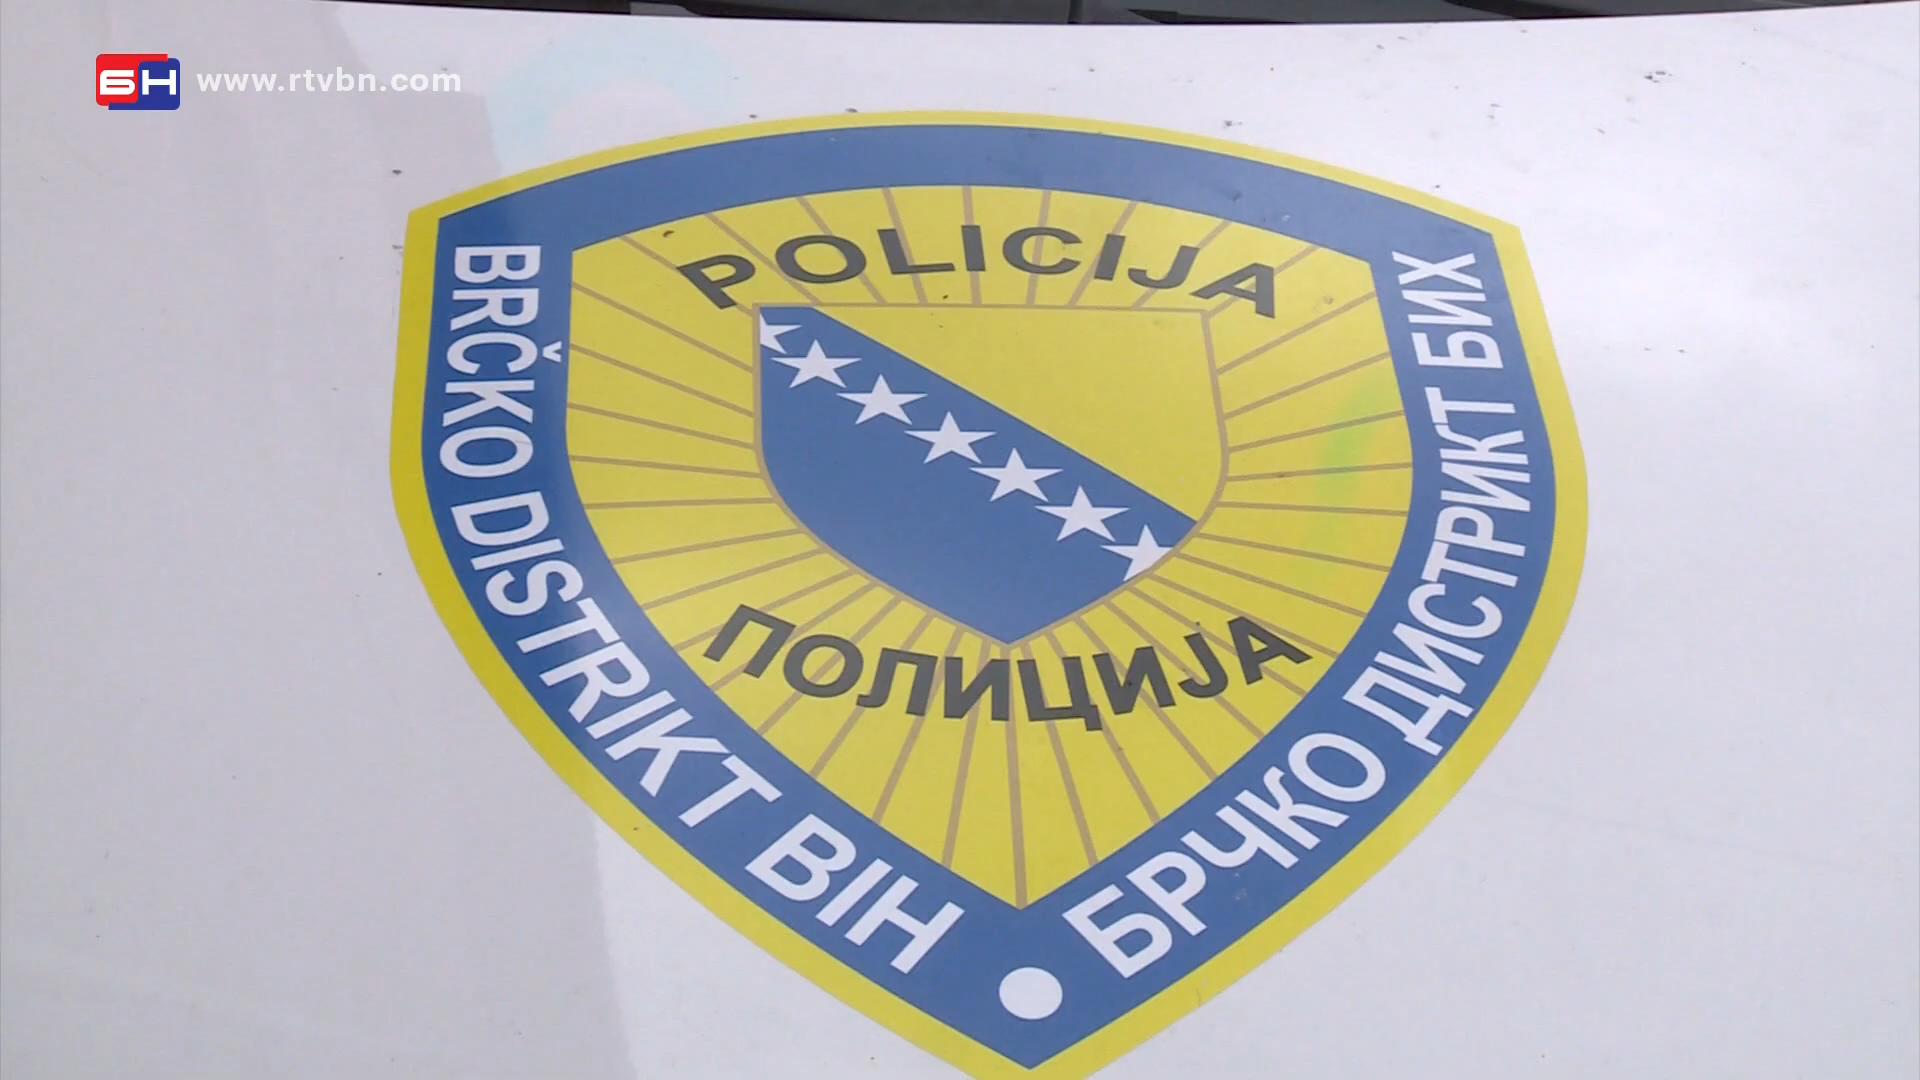 БН www.rtvbn.com
POLICIJA
ПОЛИЦИЈА
BRČKO DISTRIKT BIH
БРЧКО ДИСТРИКТ БИХ